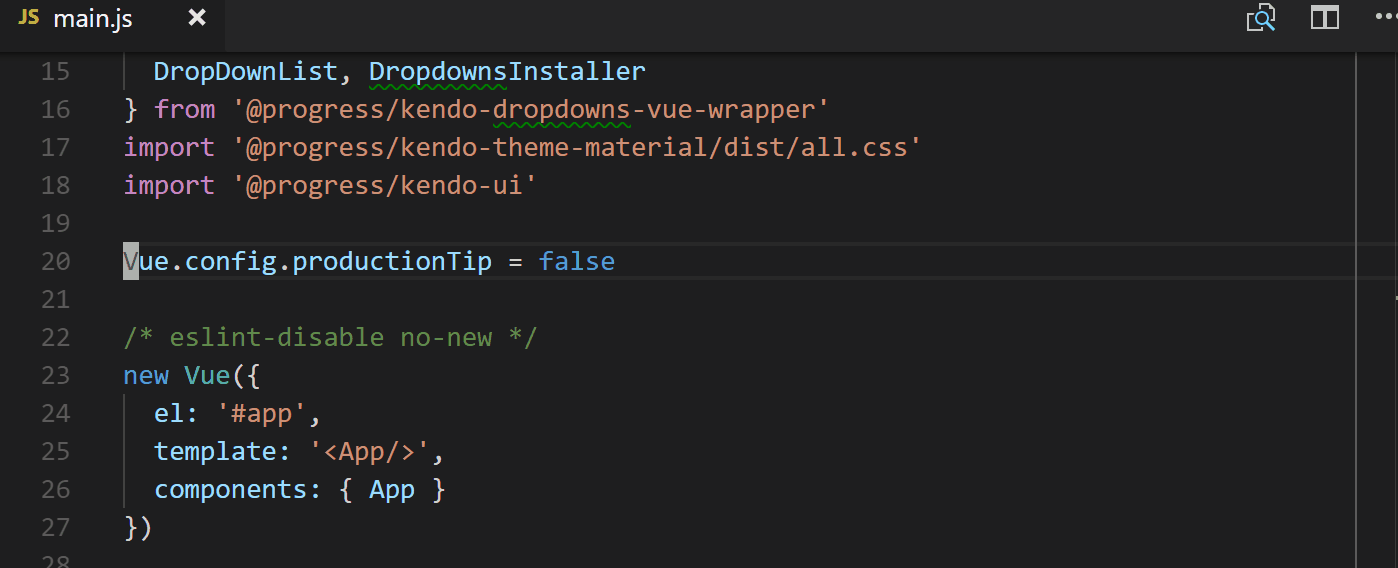 JS main.js
15 DropDownList, DropdownsInstaller
16 } from '@progress/kendo-dropdowns-vue-wrapper'
17 import '@progress/kendo-theme-material/dist/all.css'
18 import '@progress/kendo-ui'
19
20 Vue.config.productionTip = false
21
22 /* eslint-disable no-new */
23 new Vue({
24 el: '#app',
25 template: '<App/>',
26 components: { App }
27 })
28